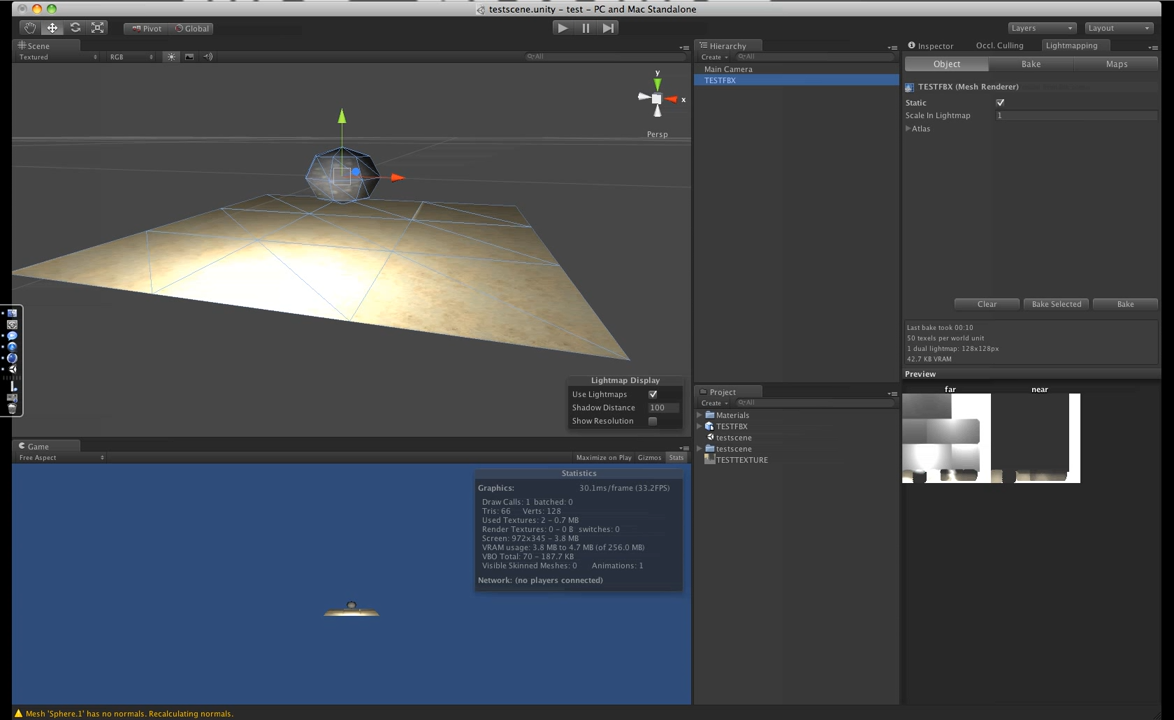 testscene.unity - test - PC and Mac Standalone
Pivot Global
Layers Layout
Scene
Textured RGB All
y
x
Persp
Lightmap Display
Use Lightmaps
Shadow Distance 100
Show Resolution
Game
Free Aspect Maximize on Play Gizmos Stats
Statistics
Graphics: 30.1ms/frame (33.2FPS)
Draw Calls: 1 batched: 0
Tris: 66 Verts: 128
Used Textures: 2 - 0.7 MB
Render Textures: 0 - 0 B switches: 0
Screen: 972x345 - 3.8 MB
VRAM usage: 3.8 MB to 4.7 MB (of 256.0 MB)
VBO Total: 70 - 187.7 KB
Visible Skinned Meshes: 0 Animations: 1
Network: (no players connected)
Hierarchy
Create All
Main Camera
TESTFBX
Project
Create All
Materials
TESTFBX
testscene
testscene
TESTTEXTURE
Inspector Occl. Culling Lightmapping
Object Bake Maps
TESTFBX (Mesh Renderer)
Static
Scale In Lightmap 1
Atlas
Clear Bake Selected Bake
Last bake took 00:10
50 texels per world unit
1 dual lightmap: 128x128px
42.7 KB VRAM
Preview
far near
Mesh 'Sphere.1' has no normals. Recalculating normals.